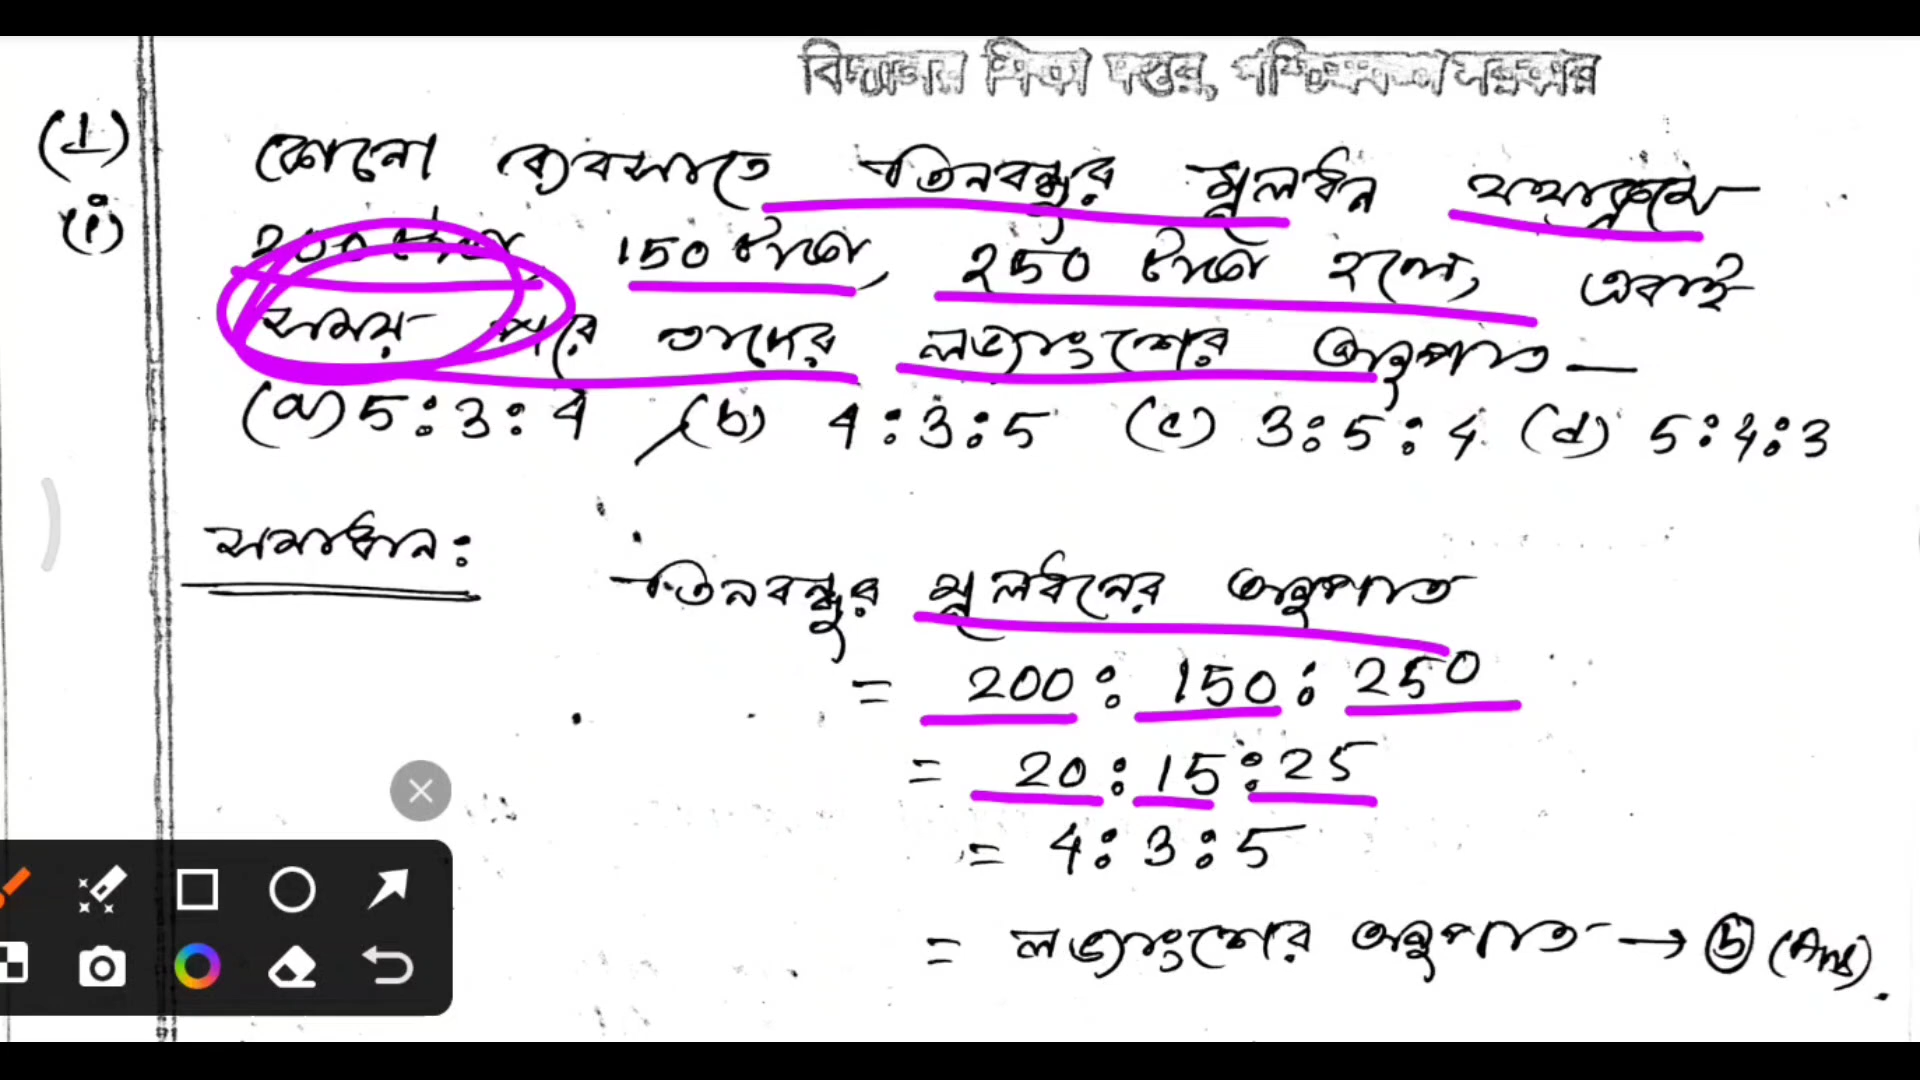 বিদ্যালয় শিক্ষা দপ্তর, পশ্চিমবঙ্গ সরকার
(1) কোনো ব্যবসাতে তিনবন্ধুর মূলধন যথাক্রমে
(i) 200 টাকা, 150 টাকা, 250 টাকা হলে, একই
সময় পরে তাদের লভ্যাংশের অনুপাত —
(a) 5:3:4 (b) 4:3:5 (c) 3:5:4 (d) 5:4:3
সমাধান: তিনবন্ধুর মূলধনের অনুপাত
= 200 : 150 : 250
= 20 : 15 : 25
= 4 : 3 : 5
= লভ্যাংশের অনুপাত → (b) (Ans).